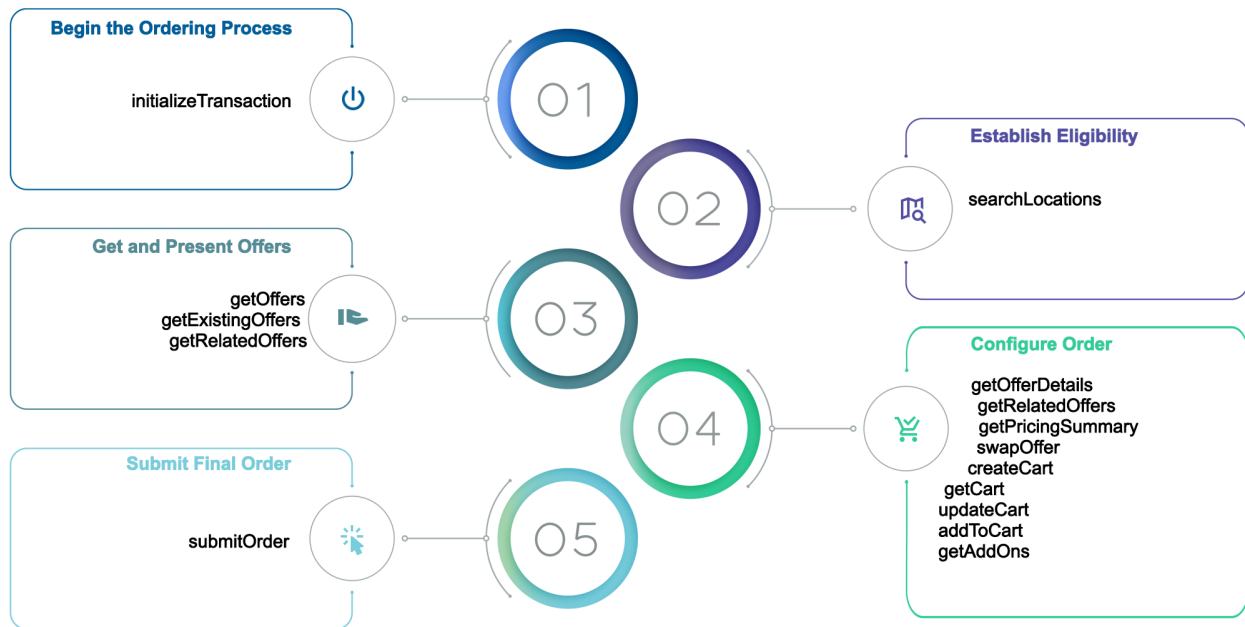 Begin the Ordering Process
initializeTransaction
01
Establish Eligibility
searchLocations
02
Get and Present Offers
getOffers
getExistingOffers
getRelatedOffers
03
Configure Order
getOfferDetails
getRelatedOffers
getPricingSummary
swapOffer
createCart
getCart
updateCart
addToCart
getAddOns
04
Submit Final Order
submitOrder
05